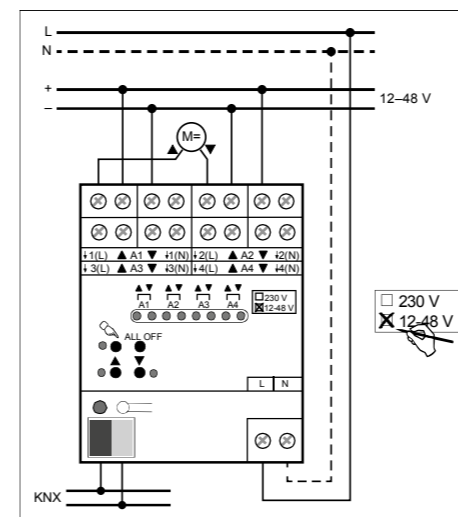 L
N
+
–
12–48 V
M=
▲ ▼
↓1(L) ▲ A1 ▼ ↓1(N) ↓2(L) ▲ A2 ▼ ↓2(N)
↓3(L) ▲ A3 ▼ ↓3(N) ↓4(L) ▲ A4 ▼ ↓4(N)
▲▼ ▲▼ ▲▼ ▲▼
A1 A2 A3 A4
☐ 230 V
☒ 12-48 V
☐ 230 V
☒ 12-48 V
ALL OFF
▲ ▼
L N
KNX